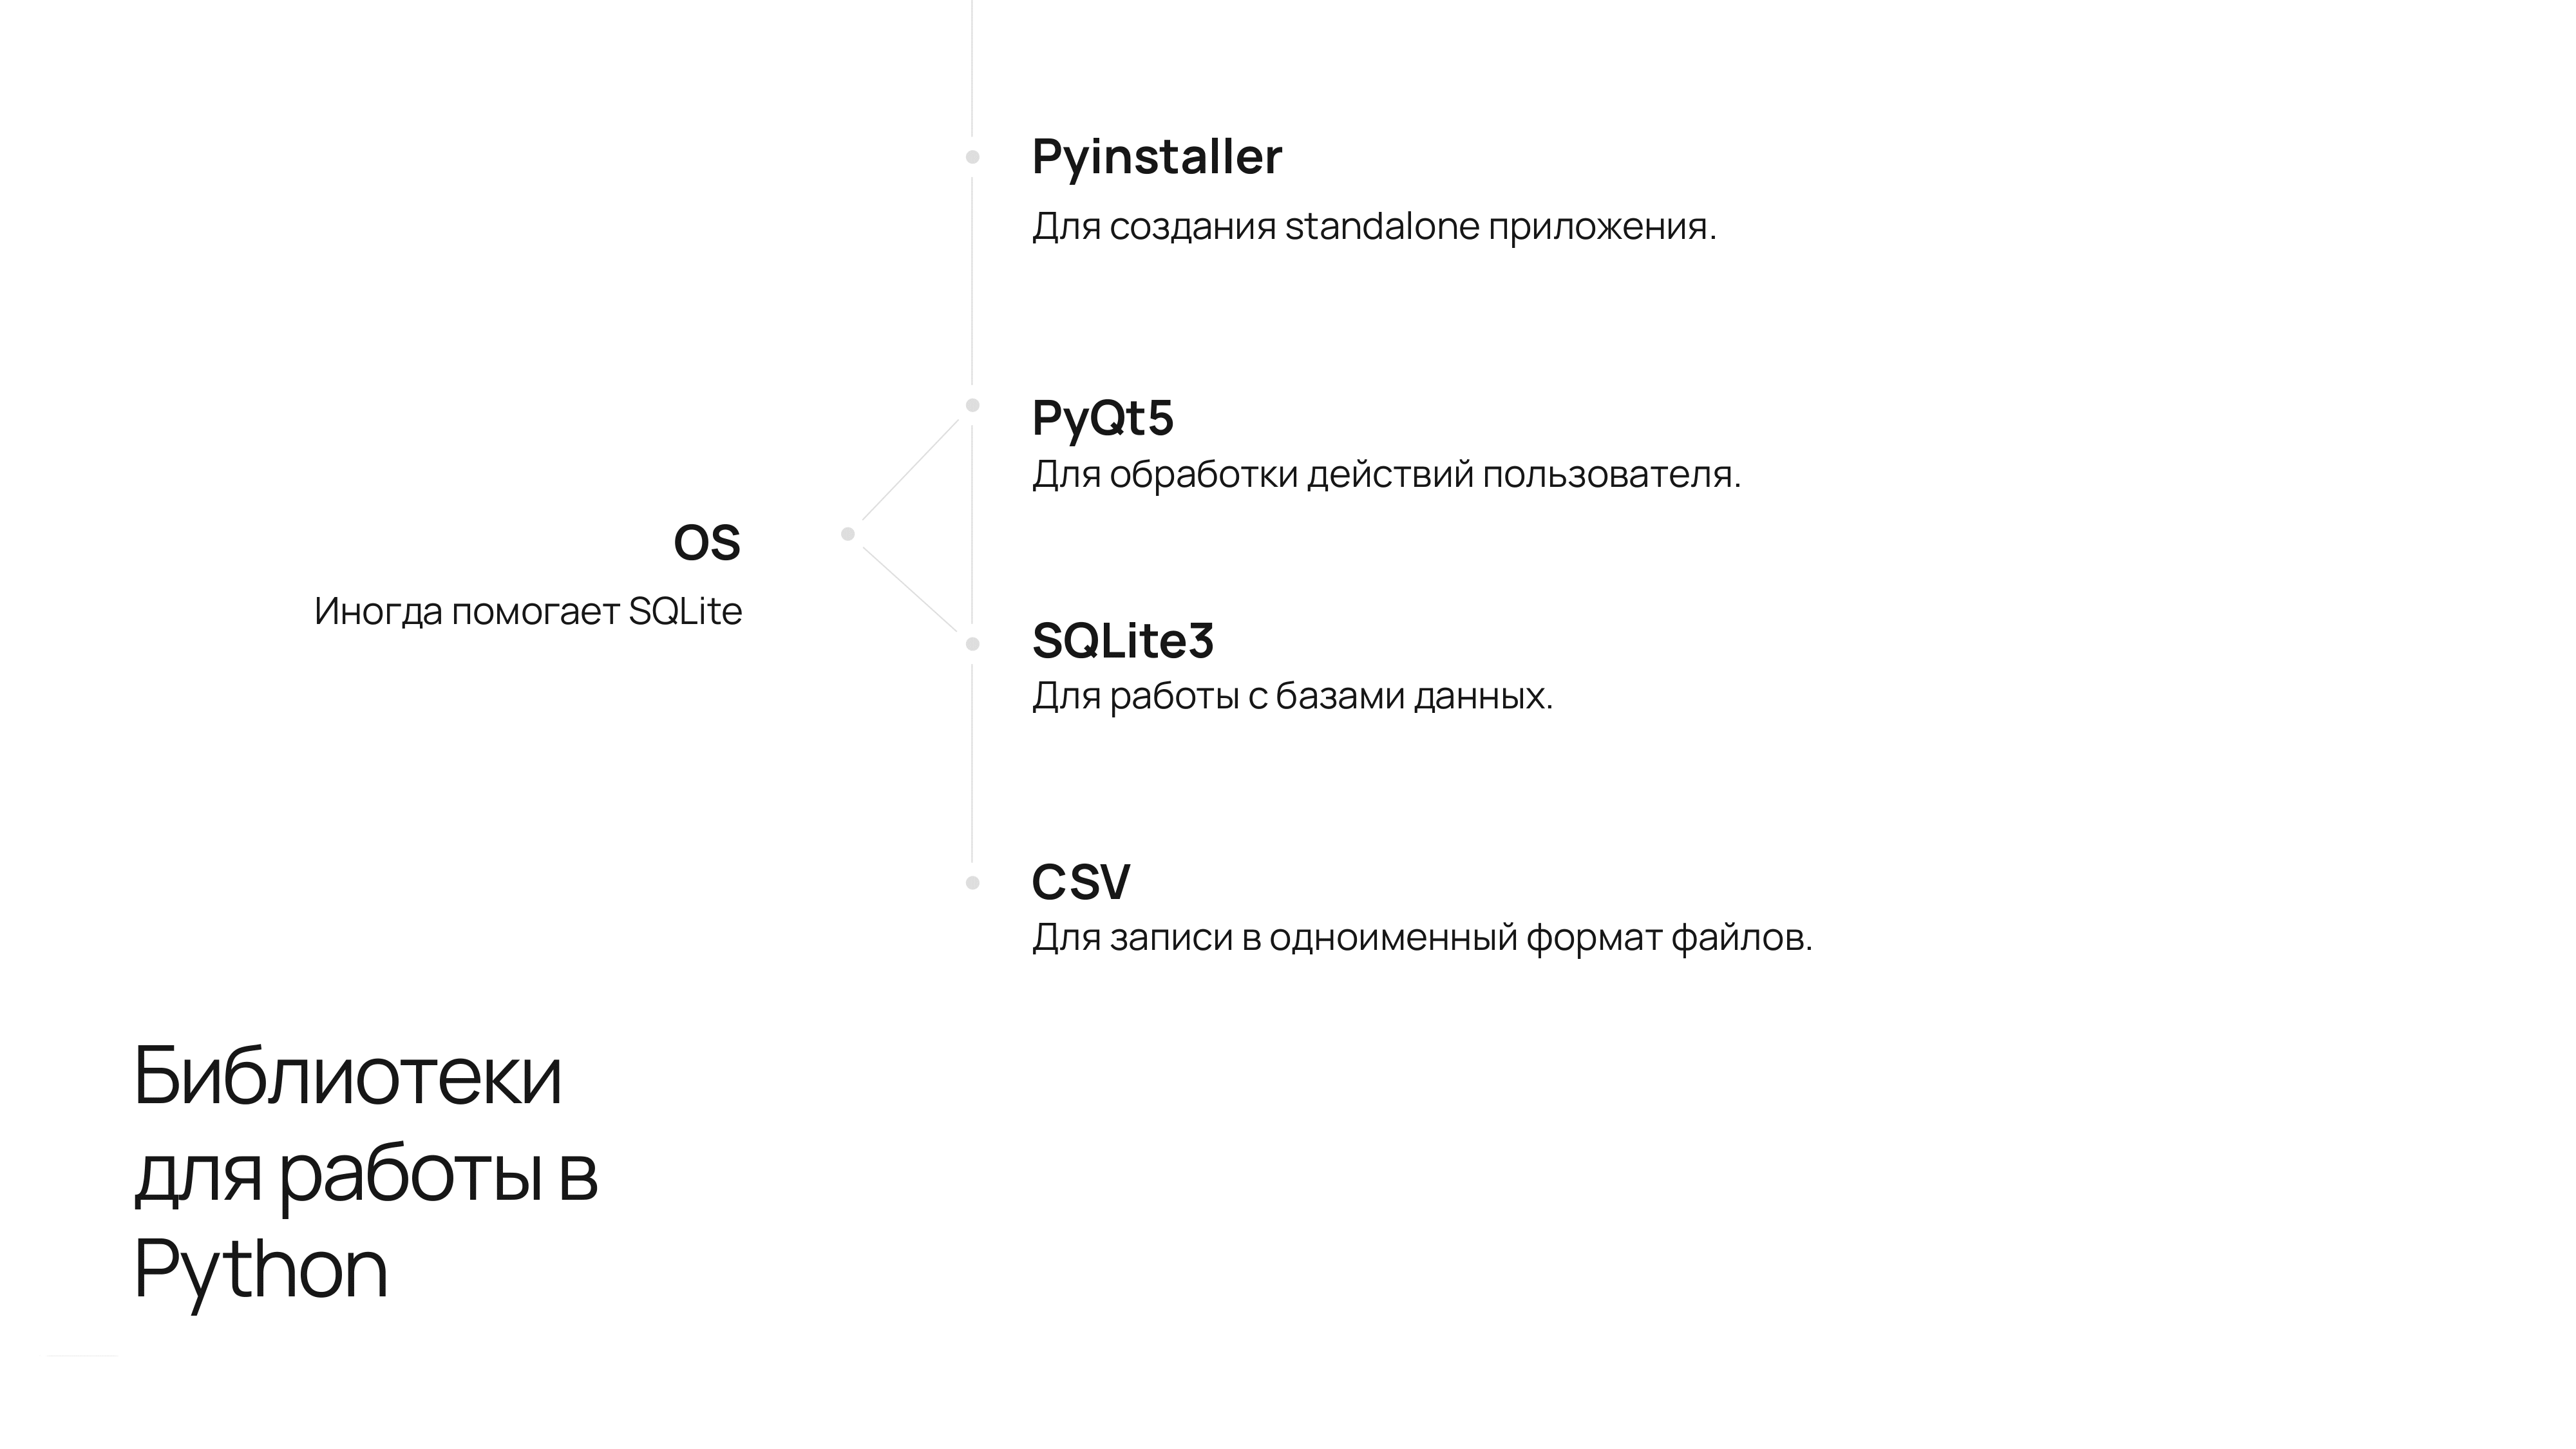 Pyinstaller
Для создания standalone приложения.
PyQt5
Для обработки действий пользователя.
OS
Иногда помогает SQLite
SQLite3
Для работы с базами данных.
CSV
Для записи в одноименный формат файлов.
Библиотеки
для работы в
Python